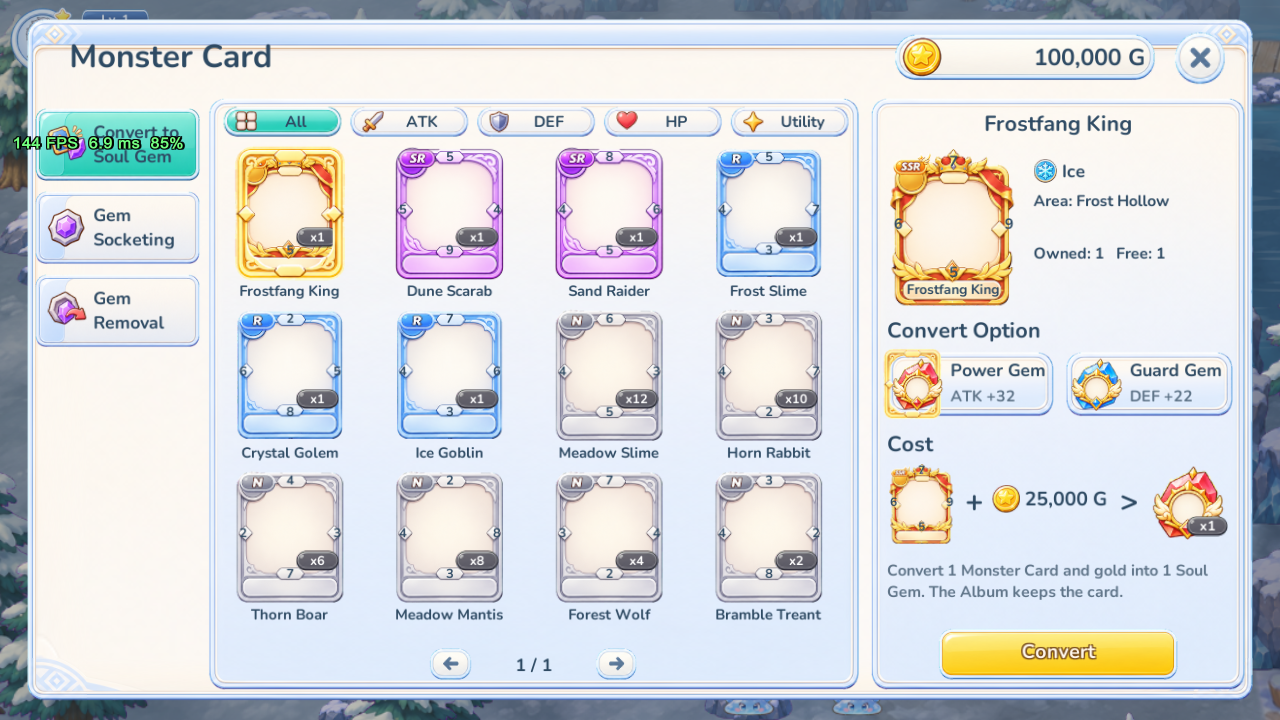 Lv.1
Monster Card
100,000 G
Convert to
Soul Gem
144 FPS 6.9 ms 85%
Gem
Socketing
Gem
Removal
All
ATK
DEF
HP
Utility
x1
5
Frostfang King
SR
5
5
4
9
x1
Dune Scarab
SR
8
4
6
5
x1
Sand Raider
R
5
4
7
3
x1
Frost Slime
R
2
6
5
8
x1
Crystal Golem
R
7
4
6
3
x1
Ice Goblin
N
6
4
3
5
x12
Meadow Slime
N
3
4
7
2
x10
Horn Rabbit
N
4
2
3
7
x6
Thorn Boar
N
2
4
8
3
x8
Meadow Mantis
N
7
3
4
2
x4
Forest Wolf
N
3
4
2
8
x2
Bramble Treant
1 / 1
Frostfang King
SSR
7
6
9
5
Frostfang King
Ice
Area: Frost Hollow
Owned: 1 Free: 1
Convert Option
Power Gem
ATK +32
Guard Gem
DEF +22
Cost
6
9
+ 25,000 G >
x1
Convert 1 Monster Card and gold into 1 Soul
Gem. The Album keeps the card.
Convert